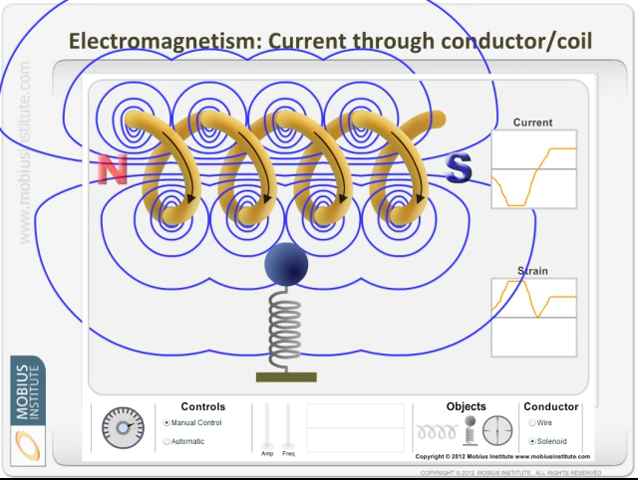 Electromagnetism: Current through conductor/coil
www.mobiusinstitute.com
N
S
Current
Strain
MOBIUS
INSTITUTE
Controls
Manual Control
Automatic
Amp
Freq
Objects
Conductor
Wire
Solenoid
Copyright © 2012 Mobius Institute www.mobiusinstitute.com
COPYRIGHT © 2012 MOBIUS INSTITUTE. ALL RIGHTS RESERVED